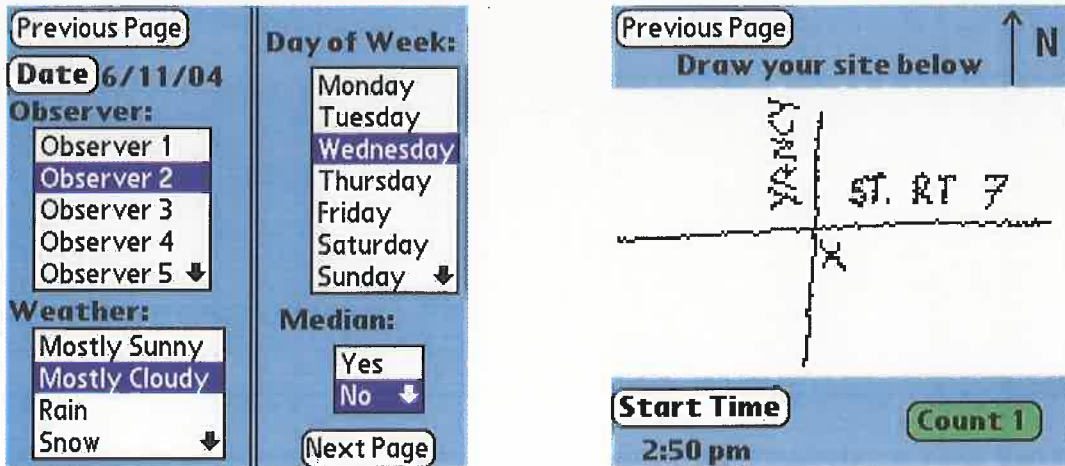 Previous Page
Date 6/11/04
Observer:
Observer 1
Observer 2
Observer 3
Observer 4
Observer 5
Weather:
Mostly Sunny
Mostly Cloudy
Rain
Snow
Day of Week:
Monday
Tuesday
Wednesday
Thursday
Friday
Saturday
Sunday
Median:
Yes
No
Next Page
Previous Page
N
Draw your site below
ST. RT 7
X
Start Time
Count 1
2:50 pm